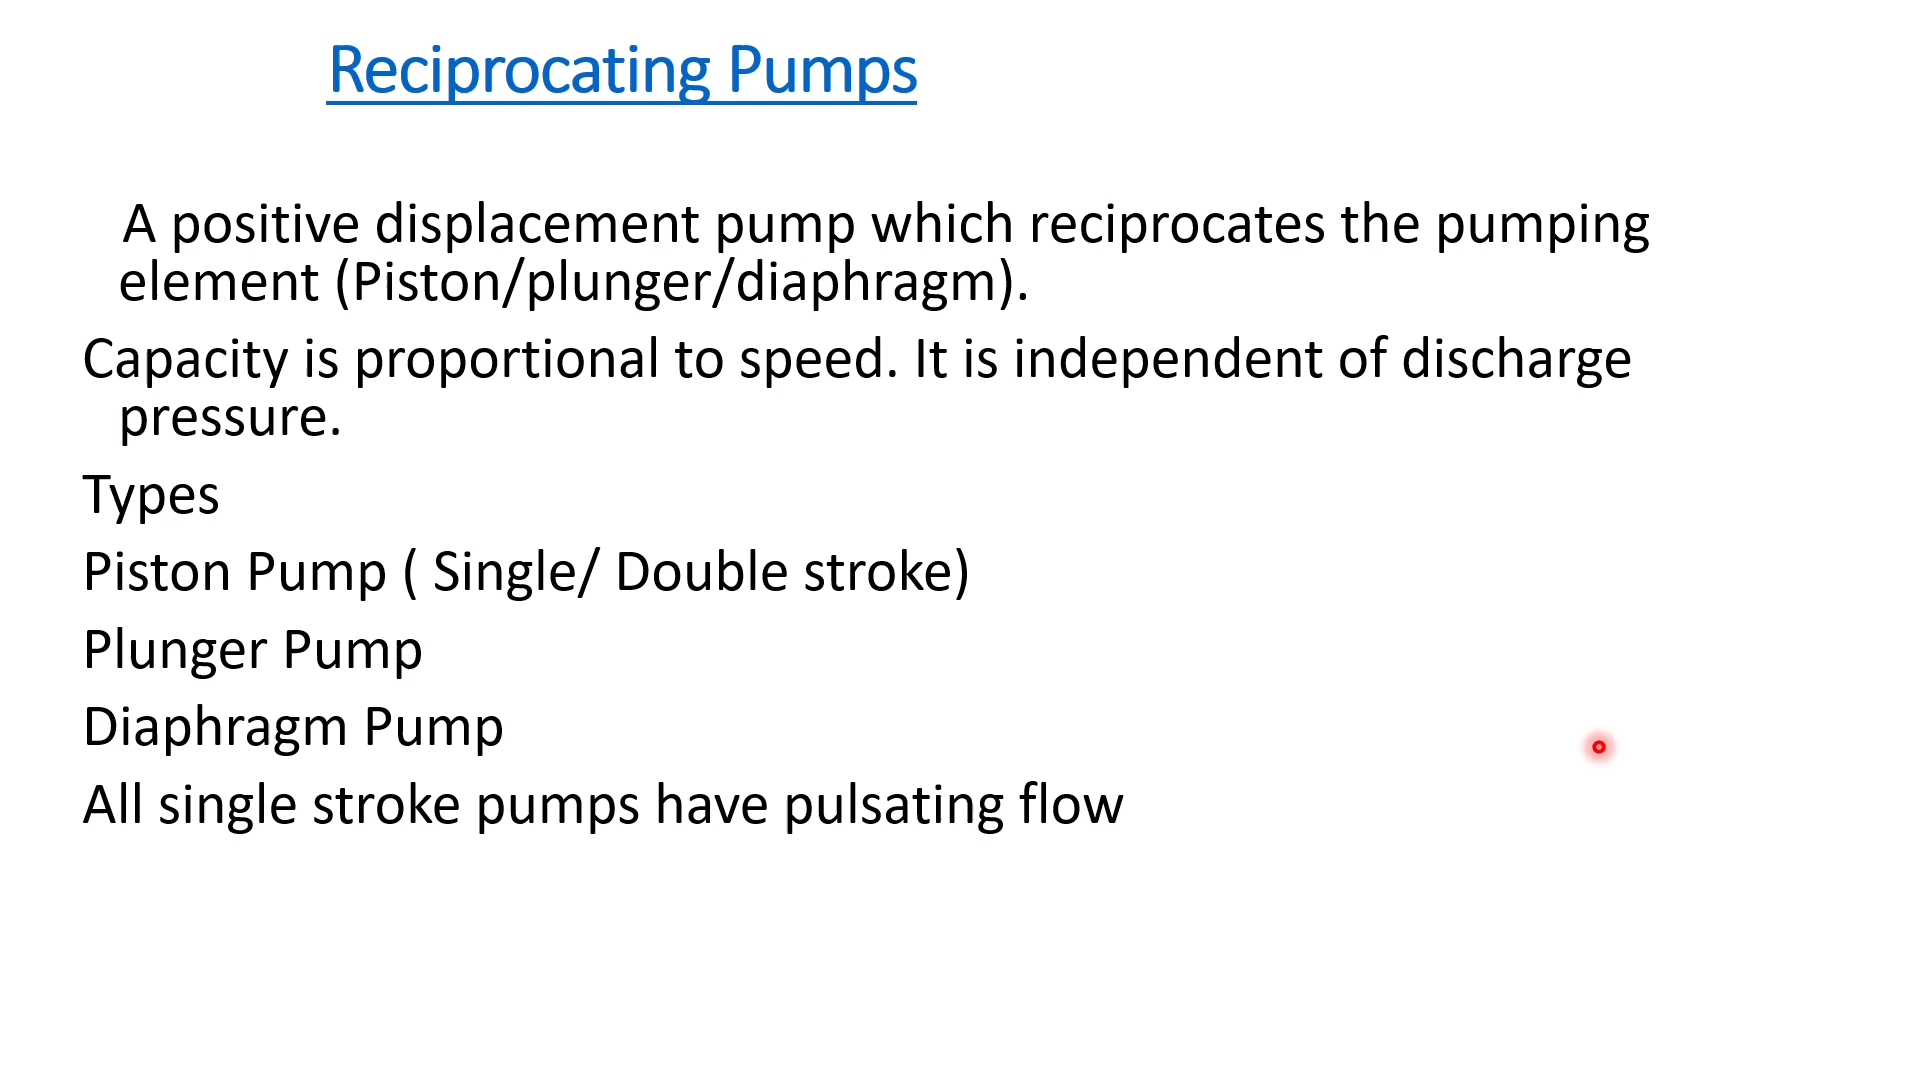 Reciprocating Pumps
A positive displacement pump which reciprocates the pumping
element (Piston/plunger/diaphragm).
Capacity is proportional to speed. It is independent of discharge
pressure.
Types
Piston Pump ( Single/ Double stroke)
Plunger Pump
Diaphragm Pump
All single stroke pumps have pulsating flow